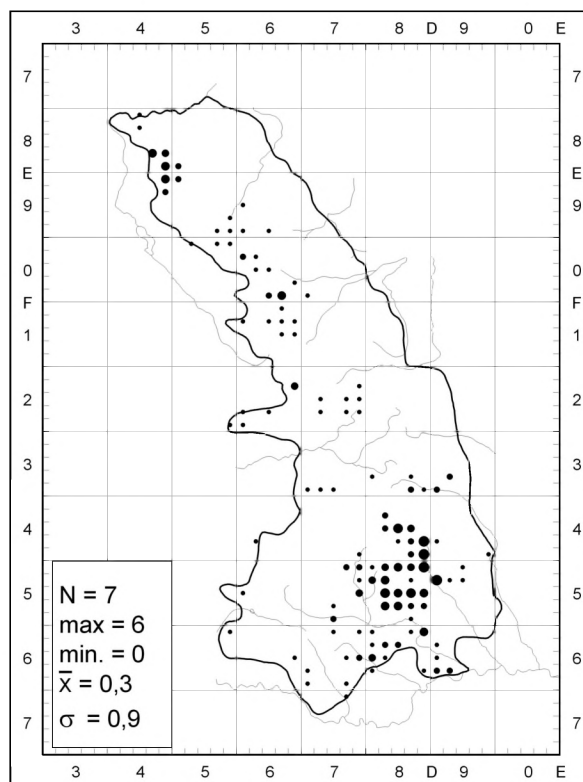 3 4 5 6 7 8 D 9 0 E
7 7
8 8
E E
9 9
0 0
F F
1 1
2 2
3 3
4 4
N = 7
max = 6
5 5
min. = 0
x̅ = 0,3
6 6
σ = 0,9
7 7
3 4 5 6 7 8 D 9 0 E